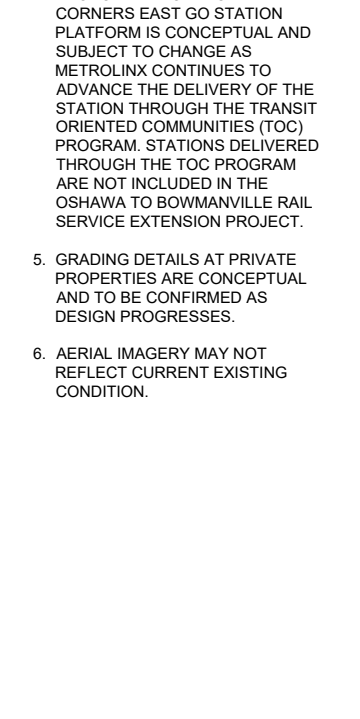 CORNERS EAST GO STATION
PLATFORM IS CONCEPTUAL AND
SUBJECT TO CHANGE AS
METROLINX CONTINUES TO
ADVANCE THE DELIVERY OF THE
STATION THROUGH THE TRANSIT
ORIENTED COMMUNITIES (TOC)
PROGRAM. STATIONS DELIVERED
THROUGH THE TOC PROGRAM
ARE NOT INCLUDED IN THE
OSHAWA TO BOWMANVILLE RAIL
SERVICE EXTENSION PROJECT.
5. GRADING DETAILS AT PRIVATE
PROPERTIES ARE CONCEPTUAL
AND TO BE CONFIRMED AS
DESIGN PROGRESSES.
6. AERIAL IMAGERY MAY NOT
REFLECT CURRENT EXISTING
CONDITION.